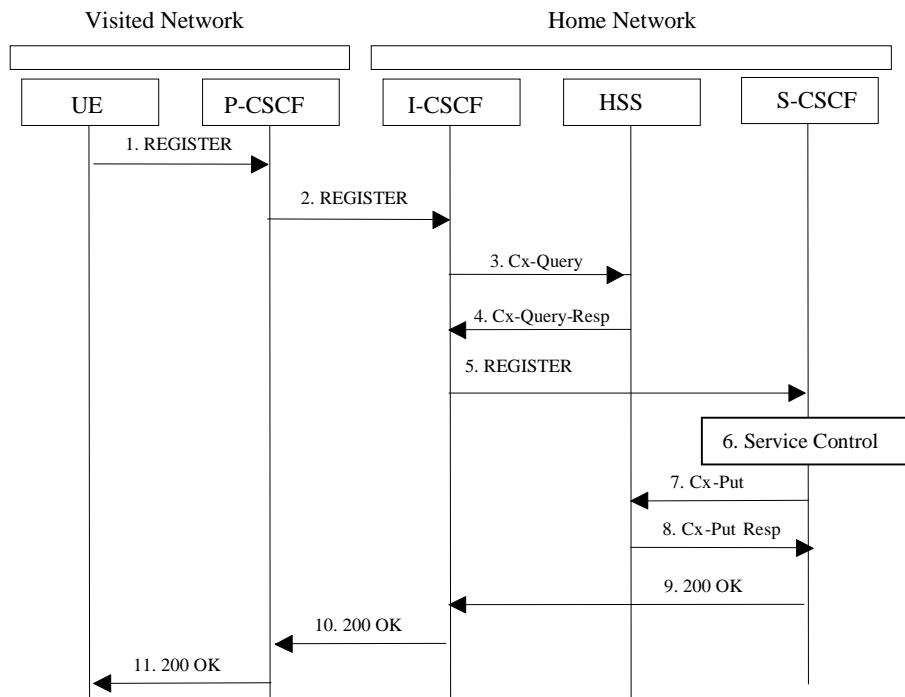 Visited Network
Home Network
UE
P-CSCF
I-CSCF
HSS
S-CSCF
1. REGISTER
2. REGISTER
3. Cx-Query
4. Cx-Query-Resp
5. REGISTER
6. Service Control
7. Cx-Put
8. Cx-Put Resp
9. 200 OK
10. 200 OK
11. 200 OK